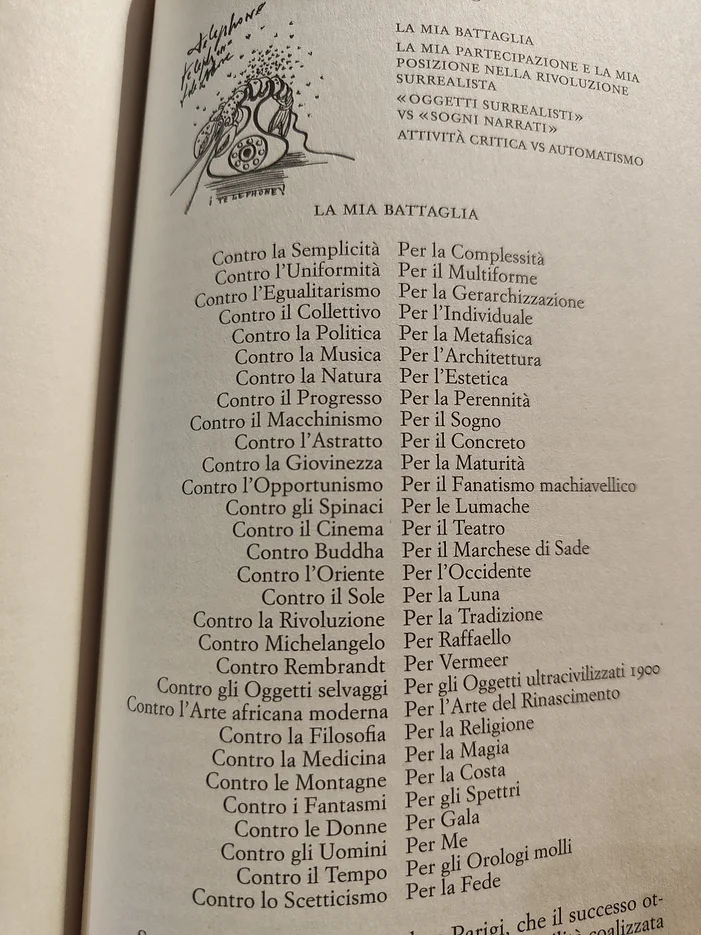 telephone
¡ TELEPHONE!
LA MIA BATTAGLIA
LA MIA PARTECIPAZIONE E LA MIA
POSIZIONE NELLA RIVOLUZIONE
SURREALISTA
«OGGETTI SURREALISTI»
VS «SOGNI NARRATI»
ATTIVITÀ CRITICA VS AUTOMATISMO
LA MIA BATTAGLIA
Contro la Semplicità Per la Complessità
Contro l'Uniformità Per il Multiforme
Contro l'Egualitarismo Per la Gerarchizzazione
Contro il Collettivo Per l'Individuale
Contro la Politica Per la Metafisica
Contro la Musica Per l'Architettura
Contro la Natura Per l'Estetica
Contro il Progresso Per la Perennità
Contro il Macchinismo Per il Sogno
Contro l'Astratto Per il Concreto
Contro la Giovinezza Per la Maturità
Contro l'Opportunismo Per il Fanatismo machiavellico
Contro gli Spinaci Per le Lumache
Contro il Cinema Per il Teatro
Contro Buddha Per il Marchese di Sade
Contro l'Oriente Per l'Occidente
Contro il Sole Per la Luna
Contro la Rivoluzione Per la Tradizione
Contro Michelangelo Per Raffaello
Contro Rembrandt Per Vermeer
Contro gli Oggetti selvaggi Per gli Oggetti ultracivilizzati 1900
Contro l'Arte africana moderna Per l'Arte del Rinascimento
Contro la Filosofia Per la Religione
Contro la Medicina Per la Magia
Contro le Montagne Per la Costa
Contro i Fantasmi Per gli Spettri
Contro le Donne Per Gala
Contro gli Uomini Per Me
Contro il Tempo Per gli Orologi molli
Contro lo Scetticismo Per la Fede
Parigi, che il successo ot-
coalizzata